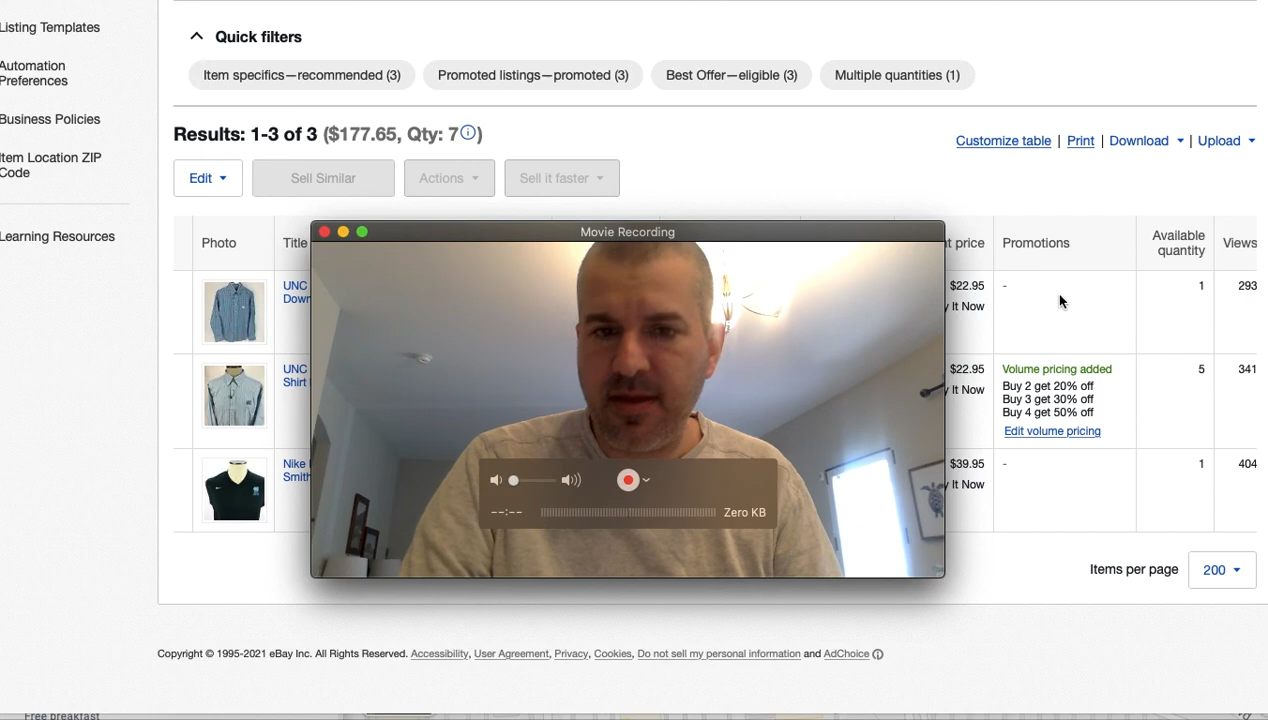 Listing Templates
Automation
Preferences
Business Policies
Item Location ZIP
Code
Learning Resources
Quick filters
Item specifics—recommended (3)
Promoted listings—promoted (3)
Best Offer—eligible (3)
Multiple quantities (1)
Results: 1-3 of 3 ($177.65, Qty: 7)
Customize table | Print | Download | Upload
Edit
Sell Similar
Actions
Sell it faster
Movie Recording
Photo
Title
price
Promotions
Available
quantity
Views
UNC
$22.95
It Now
-
1
293
UNC
Shirt
$22.95
It Now
Volume pricing added
Buy 2 get 20% off
Buy 3 get 30% off
Buy 4 get 50% off
Edit volume pricing
5
341
Nike
$39.95
It Now
-
1
404
--:--
Zero KB
Items per page
200
Copyright © 1995-2021 eBay Inc. All Rights Reserved. Accessibility, User Agreement, Privacy, Cookies, Do not sell my personal information and AdChoice
Free breakfast